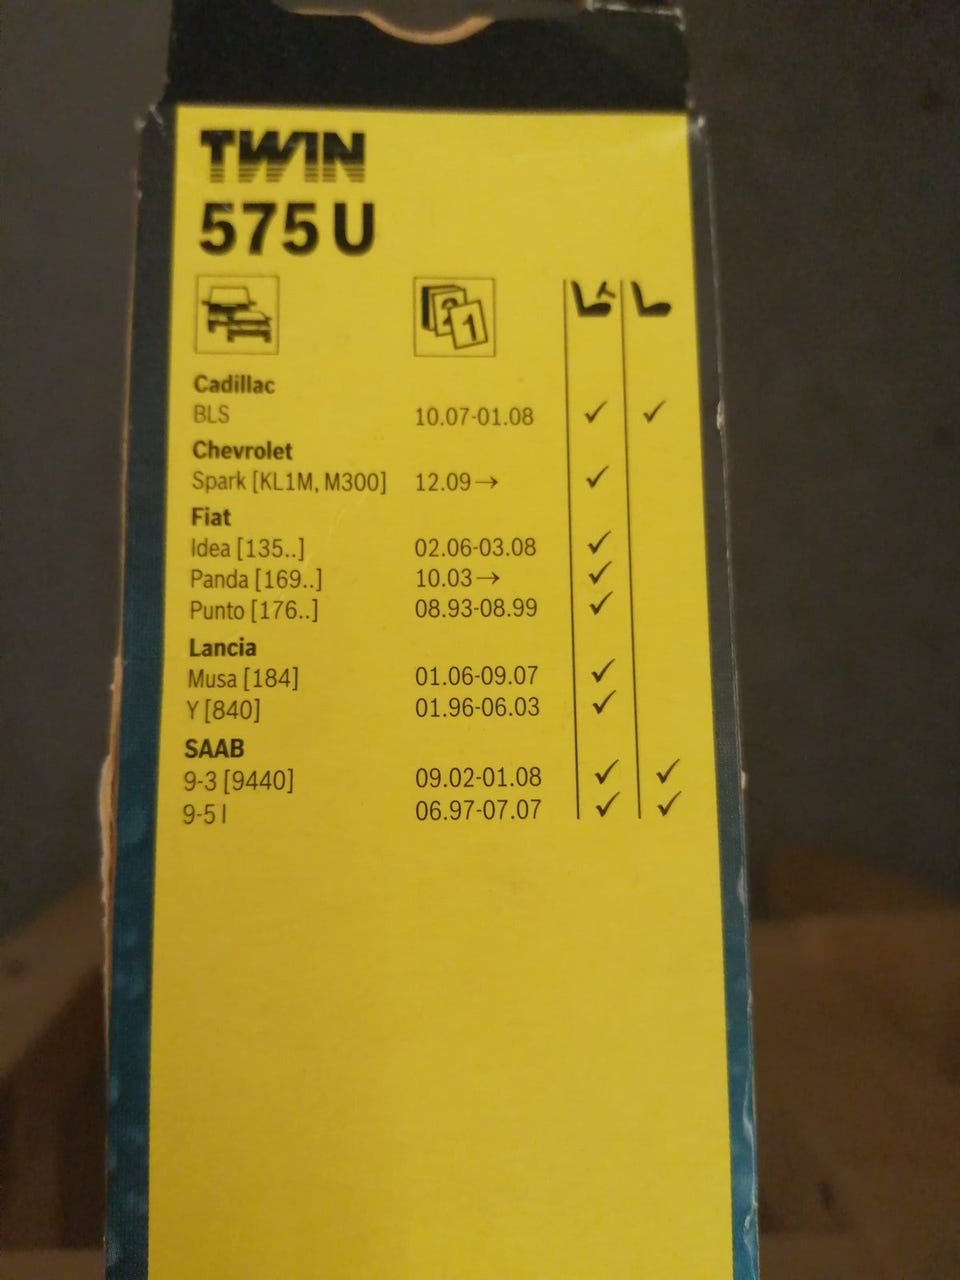 TWIN
575 U
2 1
Cadillac
BLS 10.07-01.08 ✓ ✓
Chevrolet
Spark [KL1M, M300] 12.09→ ✓
Fiat
Idea [135..] 02.06-03.08 ✓
Panda [169..] 10.03→ ✓
Punto [176..] 08.93-08.99 ✓
Lancia
Musa [184] 01.06-09.07 ✓
Y [840] 01.96-06.03 ✓
SAAB
9-3 [9440] 09.02-01.08 ✓ ✓
9-5 I 06.97-07.07 ✓ ✓